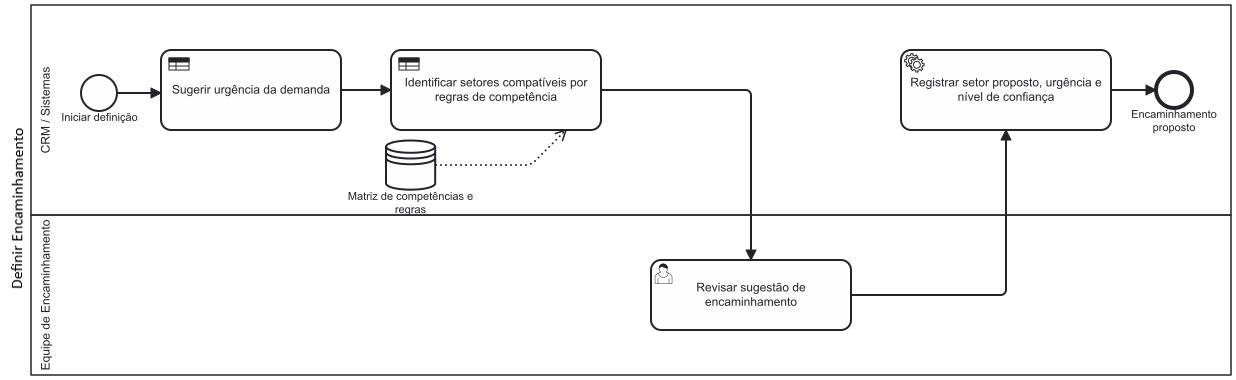 Definir Encaminhamento
CRM / Sistemas
Iniciar definição
Sugerir urgência da demanda
Identificar setores compatíveis por
regras de competência
Matriz de competências e
regras
Registrar setor proposto, urgência e
nível de confiança
Encaminhamento
proposto
Equipe de Encaminhamento
Revisar sugestão de
encaminhamento